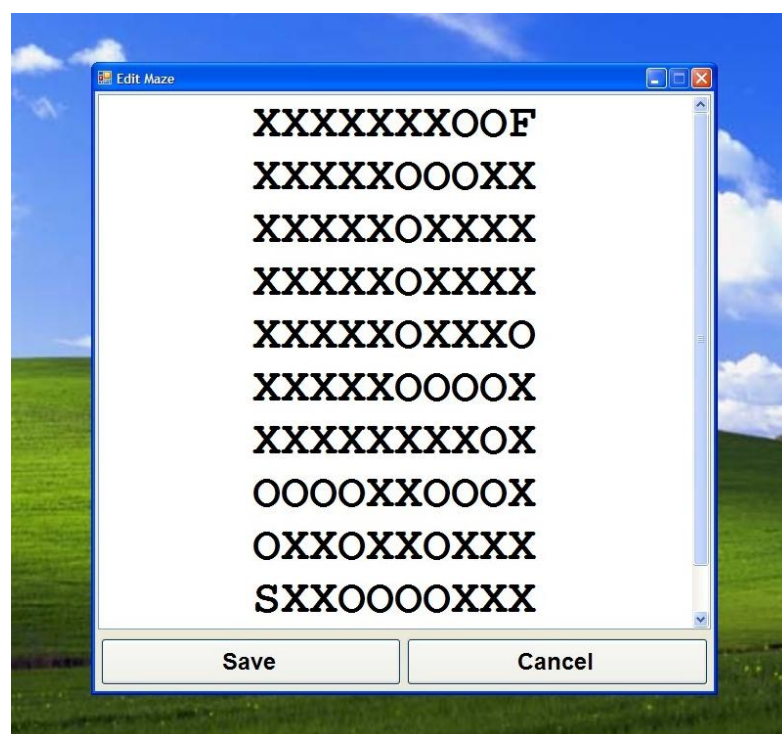 Edit Maze
XXXXXXXOOF
XXXXXOOOXX
XXXXXOXXXX
XXXXXOXXXX
XXXXXOXXXO
XXXXXOOOOX
XXXXXXXXOX
OOOOXXOOOX
OXXOXXOXXX
SXXOOOOXXX
Save Cancel